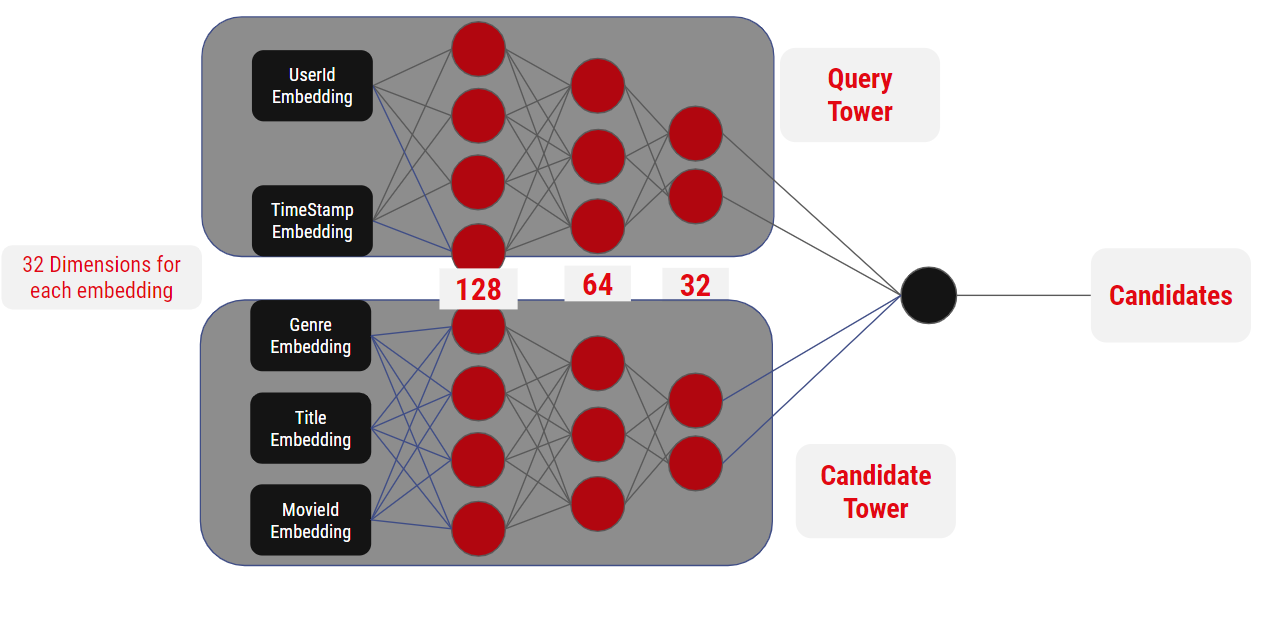 UserId
Embedding
TimeStamp
Embedding
Query
Tower
32 Dimensions for
each embedding
128
64
32
Candidates
Genre
Embedding
Title
Embedding
MovieId
Embedding
Candidate
Tower